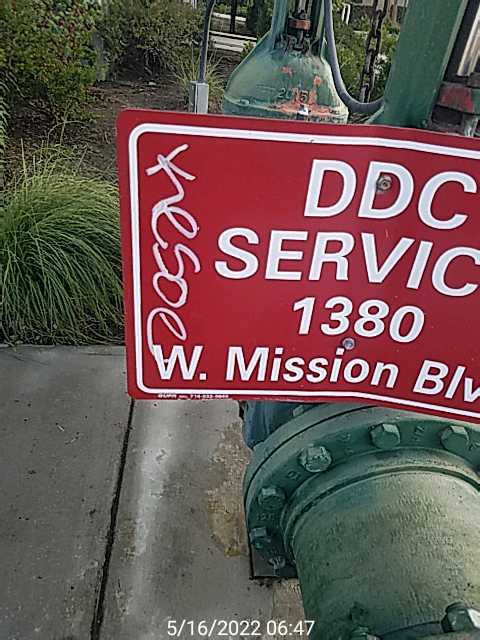 DDC
SERVIC
1380
W. Mission Blv
5/16/2022 06:47